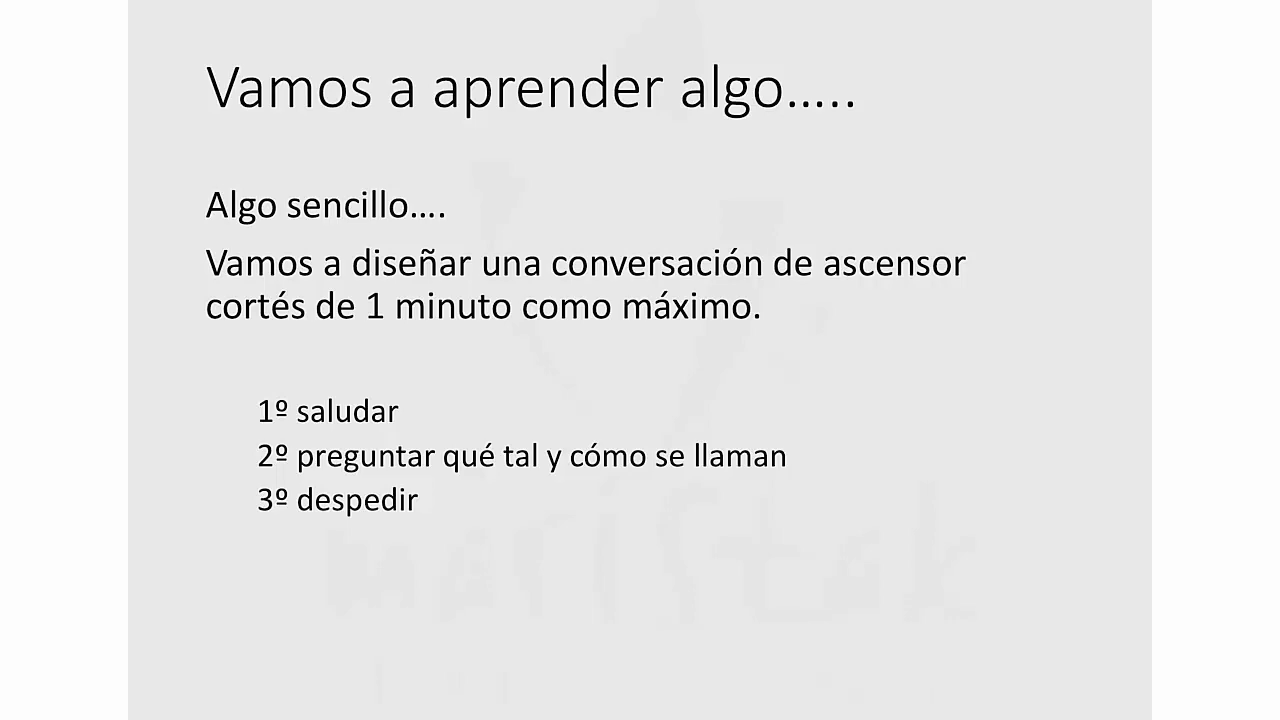 Vamos a aprender algo.....
Algo sencillo....
Vamos a diseñar una conversación de ascensor
cortés de 1 minuto como máximo.
1º saludar
2º preguntar qué tal y cómo se llaman
3º despedir
maristak